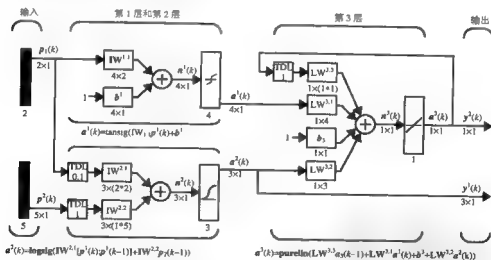 输入
第1层和第2层
第3层
输出
p₁(k)
2×1
2
IW¹·¹
4×2
1
b¹
4×1
n¹(k)
4×1
4
a¹(k)
4×1
a¹(k)=tansig(IW₁.₁p¹(k)+b¹
TDL
1
LW³·³
1×(1*1)
LW³·¹
1×4
1
b₃
1×1
LW³·²
1×3
n³(k)
1×1
1
a³(k)
1×1
y²(k)
1×1
y¹(k)
3×1
p²(k)
5×1
5
TDL
0,1
IW²·¹
3×(2*2)
TDL
1
IW²·²
3×(1*5)
n²(k)
3×1
3
a²(k)
3×1
a²(k)=logsig(IW²·¹[p¹(k);p¹(k-1)]+IW²·²p₂(k-1))
a³(k)=purelin(LW³·³a₃(k-1)+LW³·¹a¹(k)+b³+LW³·²a²(k))